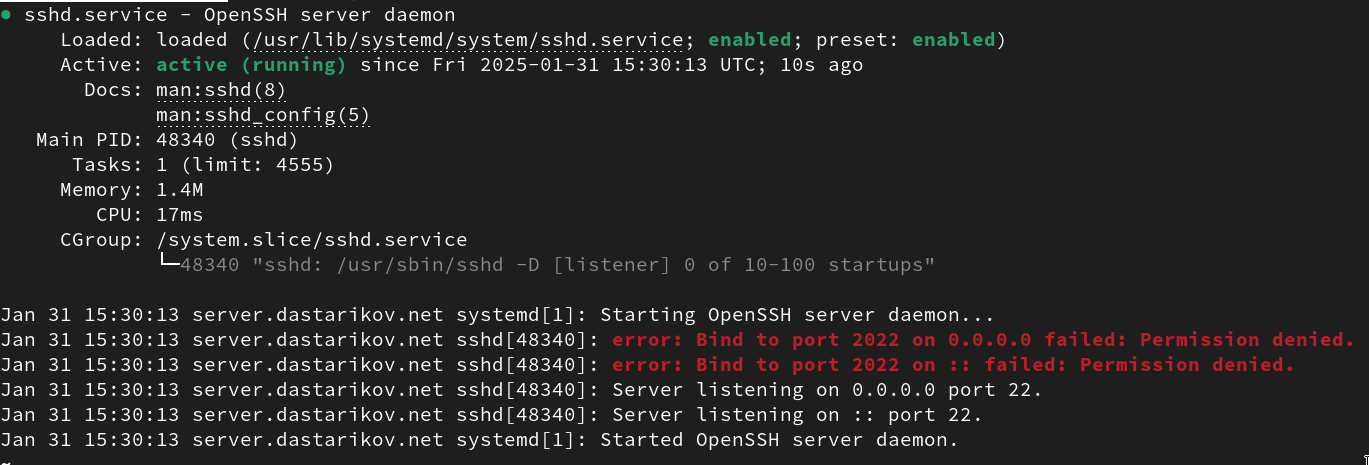 ● sshd.service - OpenSSH server daemon
Loaded: loaded (/usr/lib/systemd/system/sshd.service; enabled; preset: enabled)
Active: active (running) since Fri 2025-01-31 15:30:13 UTC; 10s ago
Docs: man:sshd(8)
man:sshd_config(5)
Main PID: 48340 (sshd)
Tasks: 1 (limit: 4555)
Memory: 1.4M
CPU: 17ms
CGroup: /system.slice/sshd.service
└─48340 "sshd: /usr/sbin/sshd -D [listener] 0 of 10-100 startups"
Jan 31 15:30:13 server.dastarikov.net systemd[1]: Starting OpenSSH server daemon...
Jan 31 15:30:13 server.dastarikov.net sshd[48340]: error: Bind to port 2022 on 0.0.0.0 failed: Permission denied.
Jan 31 15:30:13 server.dastarikov.net sshd[48340]: error: Bind to port 2022 on :: failed: Permission denied.
Jan 31 15:30:13 server.dastarikov.net sshd[48340]: Server listening on 0.0.0.0 port 22.
Jan 31 15:30:13 server.dastarikov.net sshd[48340]: Server listening on :: port 22.
Jan 31 15:30:13 server.dastarikov.net systemd[1]: Started OpenSSH server daemon.
~